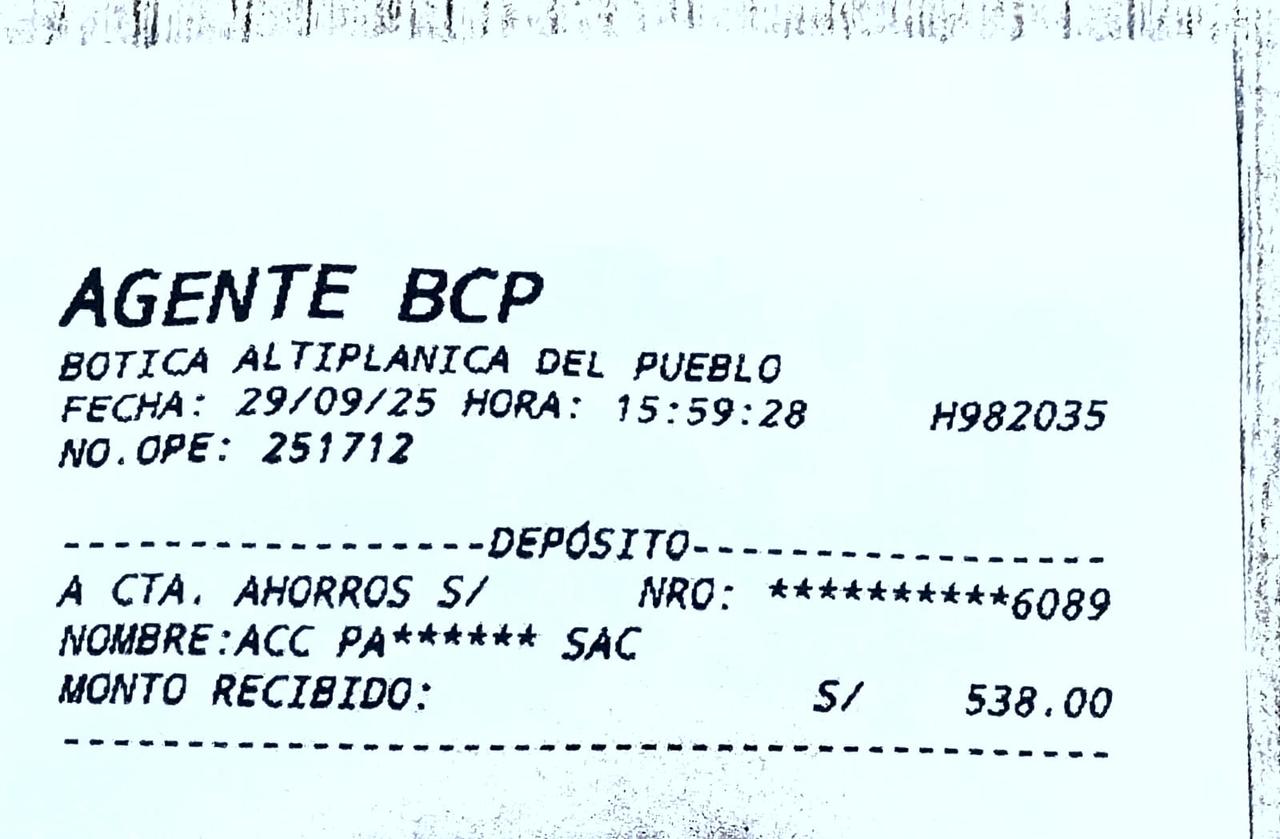 AGENTE BCP
BOTICA ALTIPLANICA DEL PUEBLO
FECHA: 29/09/25 HORA: 15:59:28 H982035
NO.OPE: 251712
-----------------DEPÓSITO-----------------
A CTA. AHORROS S/ NRO: **********6089
NOMBRE:ACC PA****** SAC
MONTO RECIBIDO: S/ 538.00
------------------------------------------